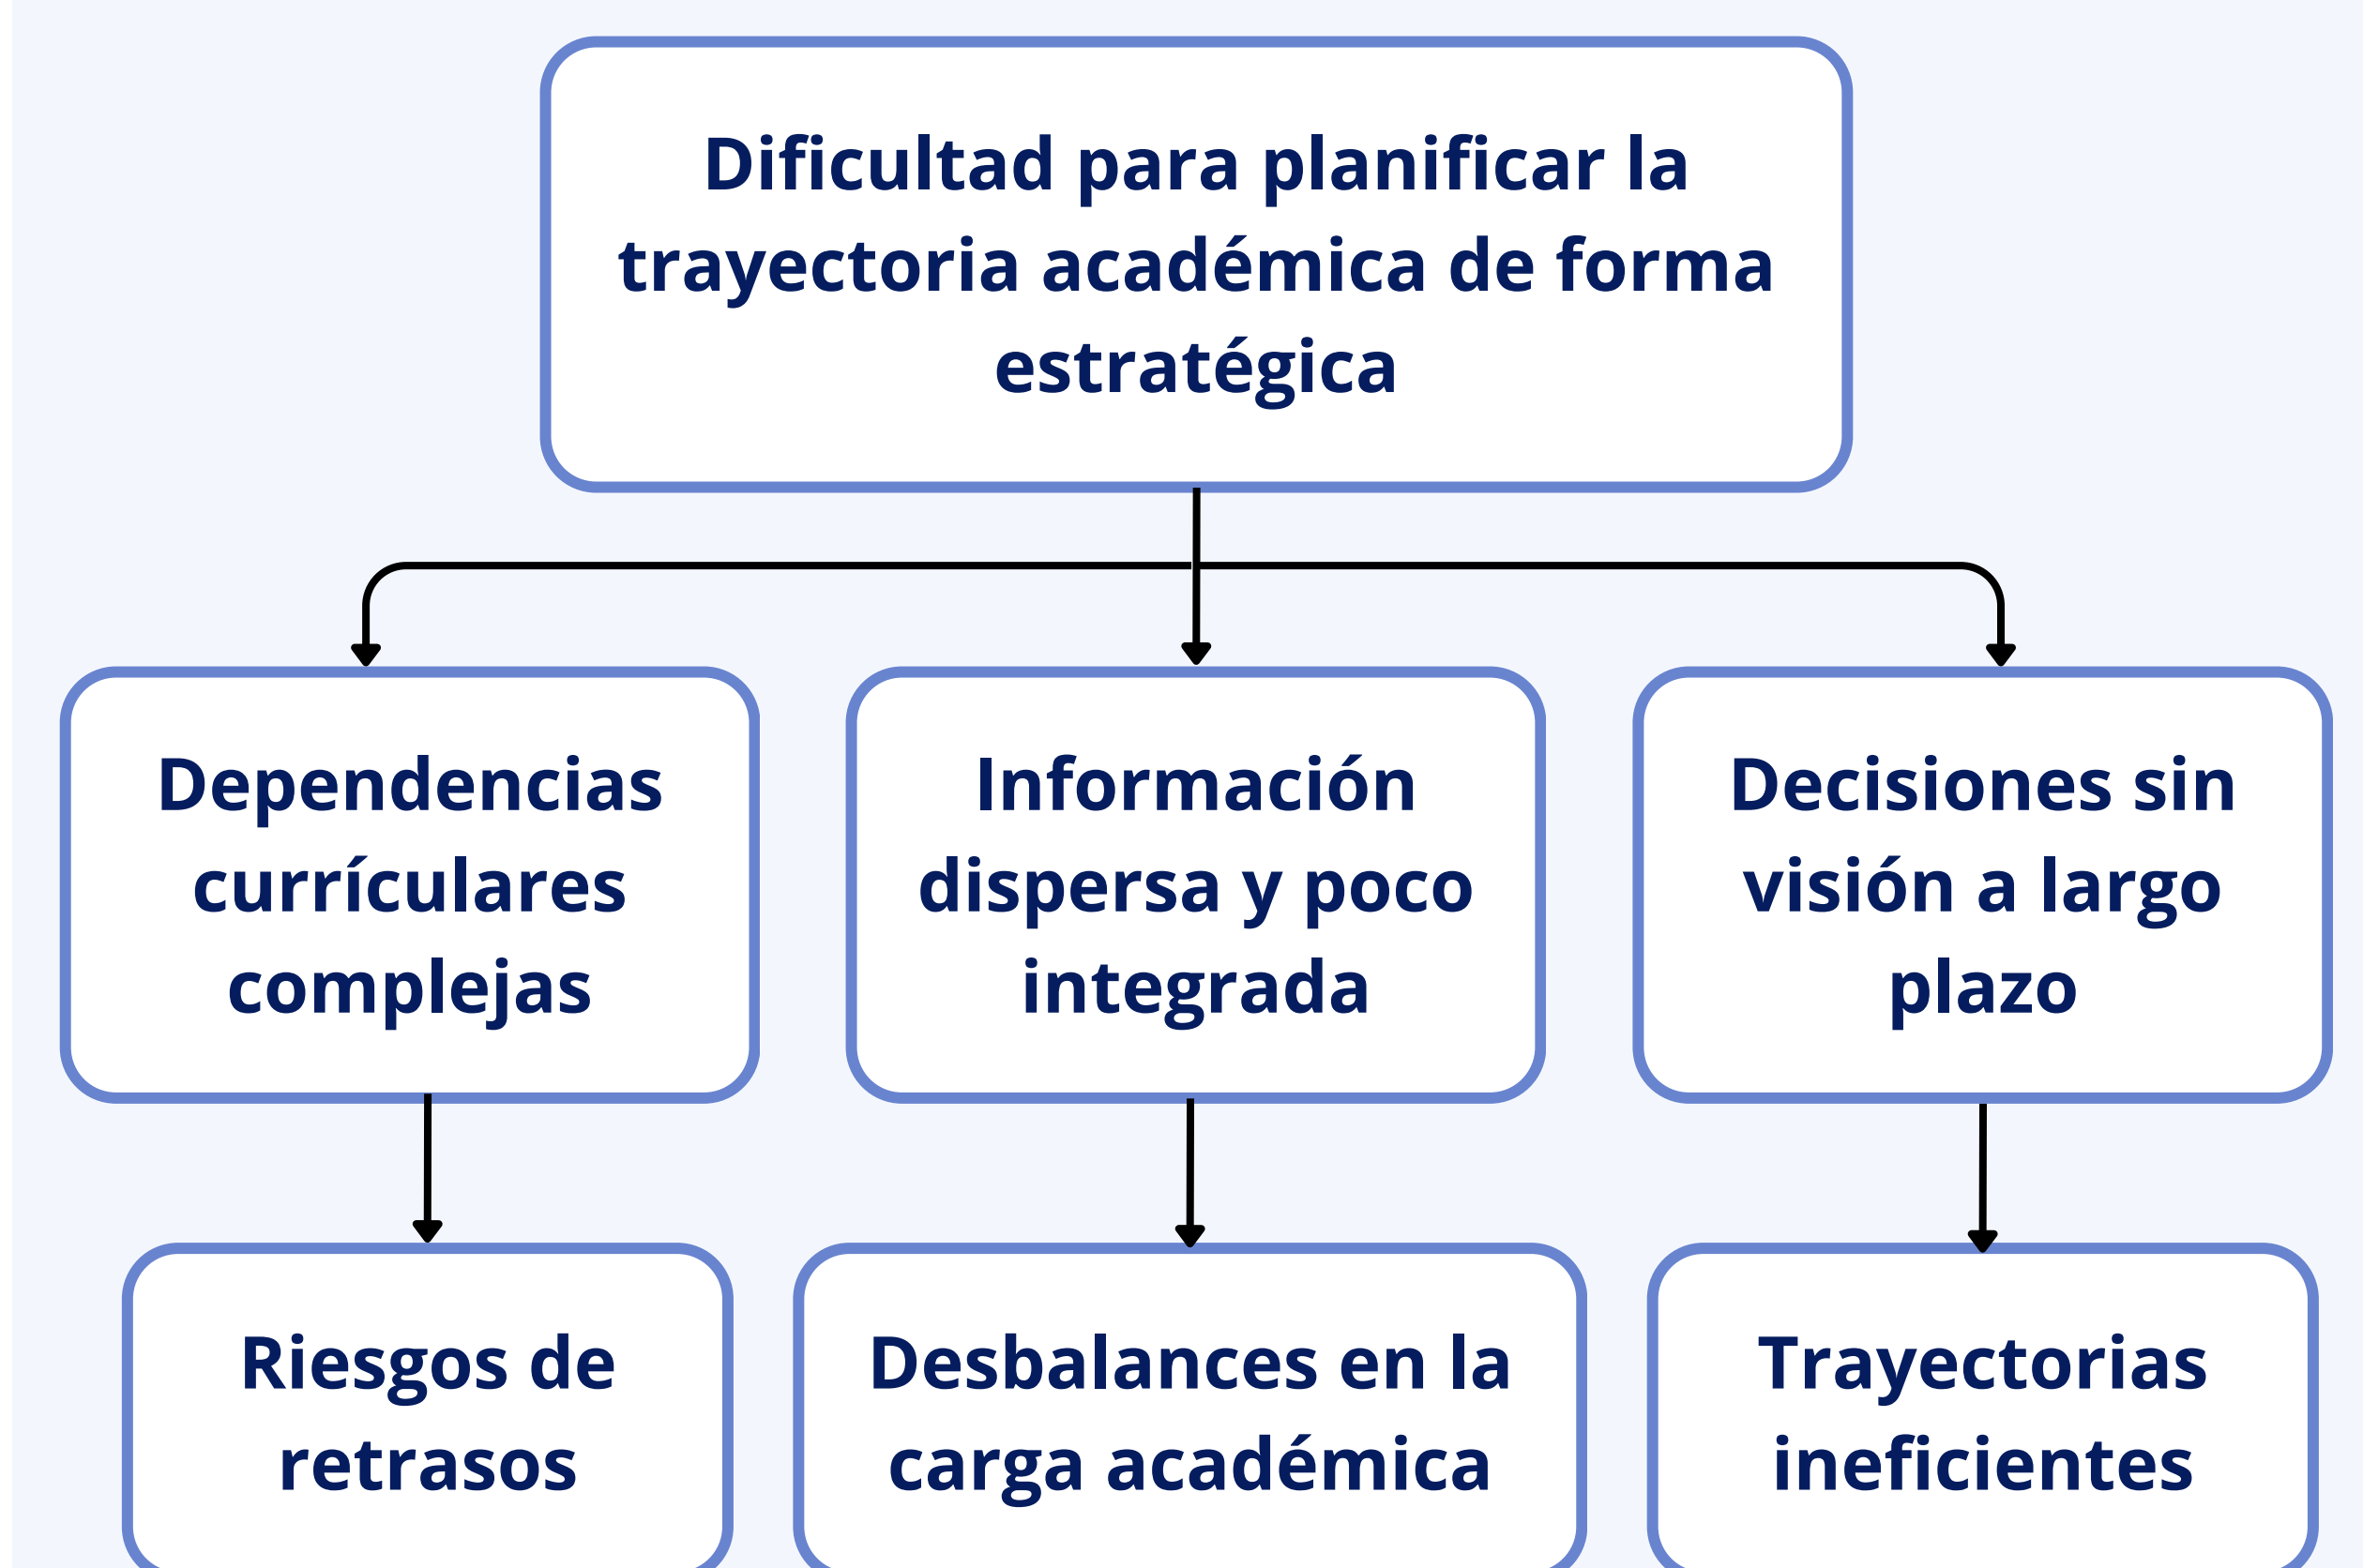 Dificultad para planificar la
trayectoria académica de forma
estratégica
Dependencias
currículares
complejas
Información
dispersa y poco
integrada
Decisiones sin
visión a largo
plazo
Riesgos de
retrasos
Desbalances en la
carga académica
Trayectorias
ineficientes